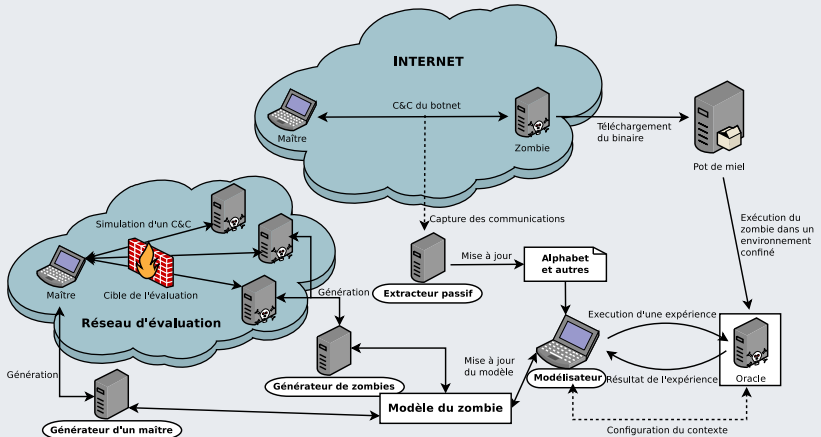 INTERNET
C&C du botnet
Maître
Zombie
Téléchargement
du binaire
Pot de miel
Simulation d'un C&C
Capture des communications
Exécution du
zombie dans un
environnement
confiné
Mise à jour
Alphabet
et autres
Maître
Cible de l'évaluation
Génération
Extracteur passif
Réseau d'évaluation
Execution d'une expérience
Génération
Mise à jour
du modèle
Générateur de zombies
Modélisateur
Résultat de l'expérience
Oracle
Modèle du zombie
Générateur d'un maître
Configuration du contexte